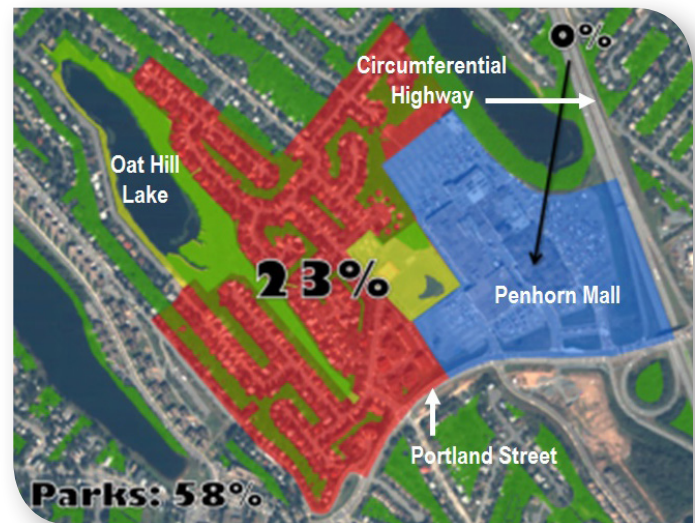 0%
Circumferential
Highway
Oat Hill
Lake
23%
Penhorn Mall
Portland Street
Parks: 58%